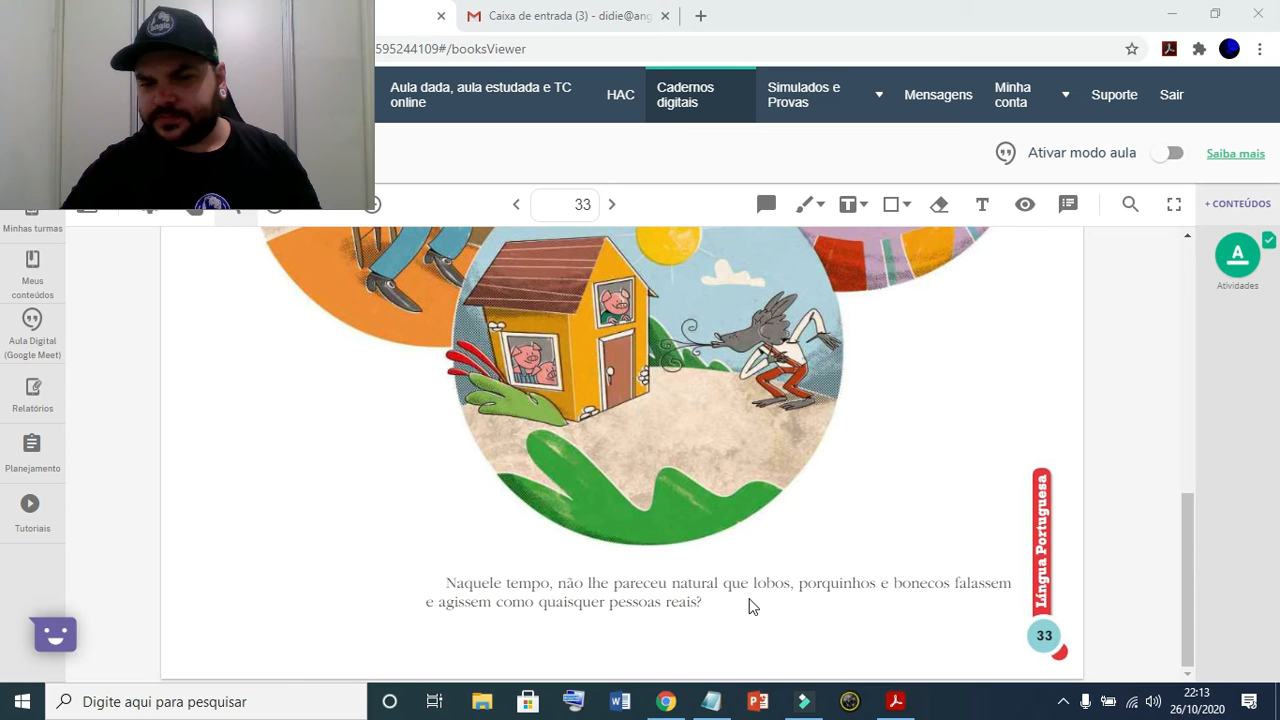 Caixa de entrada (3) - didie@ang
595244109#/booksViewer
Aula dada, aula estudada e TC
online
HAC
Cadernos
digitais
Simulados e
Provas
Mensagens
Minha
conta
Suporte
Sair
Ativar modo aula
Saiba mais
33
+ CONTEÚDOS
Minhas turmas
A
Atividades
Meus
conteúdos
Aula Digital
(Google Meet)
Relatórios
Planejamento
Tutoriais
Língua Portuguesa
Naquele tempo, não lhe pareceu natural que lobos, porquinhos e bonecos falassem
e agissem como quaisquer pessoas reais?
33
Digite aqui para pesquisar
22:13
26/10/2020